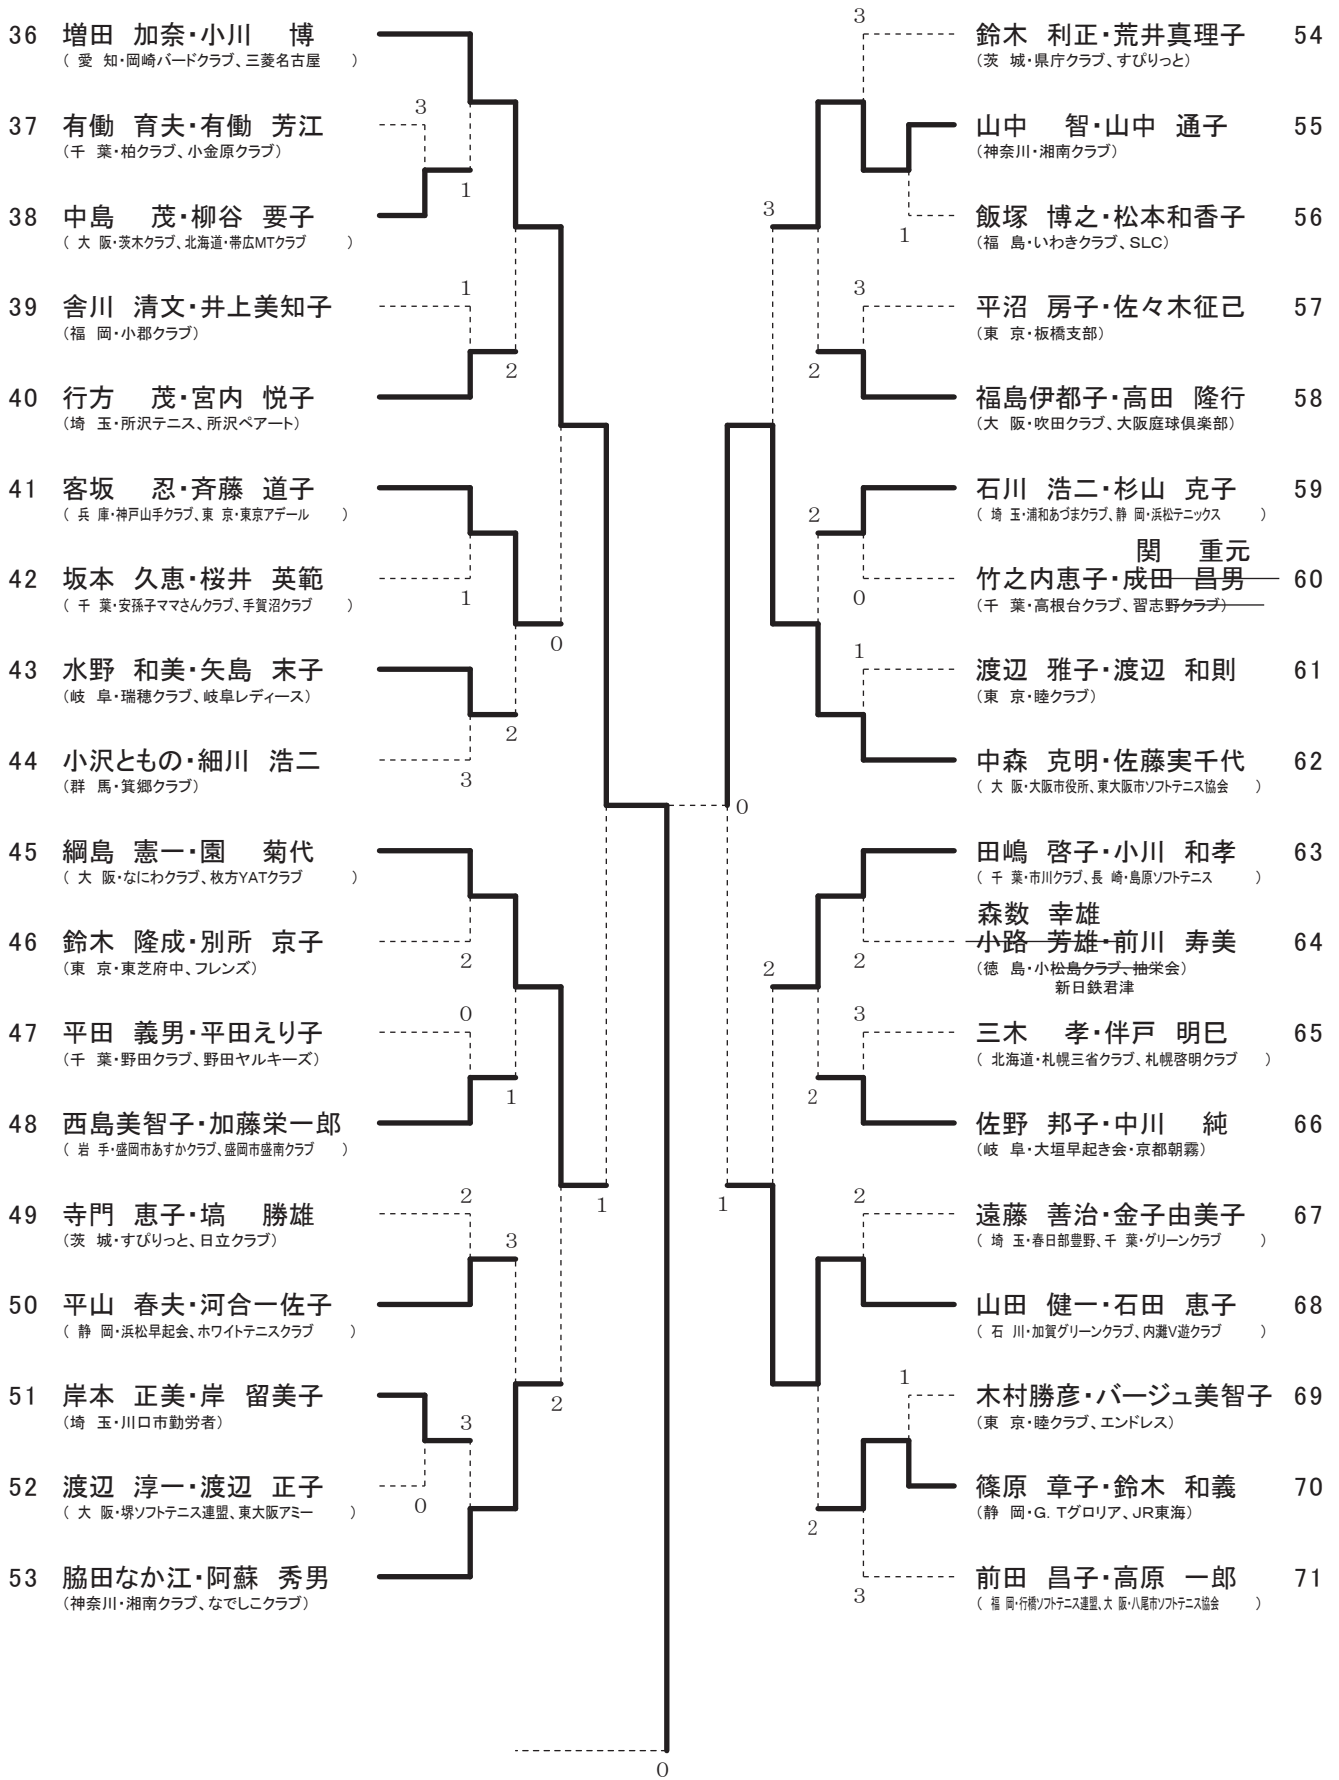 36 増田 加奈・小川 博
( 愛 知・岡崎バードクラブ、三菱名古屋 )
3
37 有働 育夫・有働 芳江
(千 葉・柏クラブ、小金原クラブ)
1
38 中島 茂・柳谷 要子
( 大 阪・茨木クラブ、北海道・帯広MTクラブ )
1
39 舎川 清文・井上美知子
(福 岡・小郡クラブ)
2
40 行方 茂・宮内 悦子
(埼 玉・所沢テニス、所沢ペアート)
41 客坂 忍・斉藤 道子
( 兵 庫・神戸山手クラブ、東 京・東京アデール )
42 坂本 久恵・桜井 英範
( 千 葉・安孫子ママさんクラブ、手賀沼クラブ )
1
0
43 水野 和美・矢島 末子
(岐 阜・瑞穂クラブ、岐阜レディース)
2
44 小沢ともの・細川 浩二
(群 馬・箕郷クラブ)
3
45 綱島 憲一・園 菊代
( 大 阪・なにわクラブ、枚方YATクラブ )
46 鈴木 隆成・別所 京子
(東 京・東芝府中、フレンズ)
2
0
47 平田 義男・平田えり子
(千 葉・野田クラブ、野田ヤルキーズ)
1
48 西島美智子・加藤栄一郎
( 岩 手・盛岡市あすかクラブ、盛岡市盛南クラブ )
2
1
49 寺門 恵子・塙 勝雄
(茨 城・すぴりっと、日立クラブ)
3
50 平山 春夫・河合一佐子
( 静 岡・浜松早起会、ホワイトテニスクラブ )
51 岸本 正美・岸 留美子
(埼 玉・川口市勤労者)
3
2
52 渡辺 淳一・渡辺 正子
( 大 阪・堺ソフトテニス連盟、東大阪アミー )
0
53 脇田なか江・阿蘇 秀男
(神奈川・湘南クラブ、なでしこクラブ)
0
0
3
鈴木 利正・荒井真理子 54
(茨 城・県庁クラブ、すぴりっと)
山中 智・山中 通子 55
(神奈川・湘南クラブ)
3
飯塚 博之・松本和香子 56
(福 島・いわきクラブ、SLC)
1
3
平沼 房子・佐々木征己 57
(東 京・板橋支部)
2
福島伊都子・高田 隆行 58
(大 阪・吹田クラブ、大阪庭球倶楽部)
石川 浩二・杉山 克子 59
( 埼 玉・浦和あづまクラブ、静 岡・浜松テニックス )
2
関 重元
竹之内恵子・成田 昌男 60
(千 葉・高根台クラブ、習志野クラブ)
0
1
渡辺 雅子・渡辺 和則 61
(東 京・睦クラブ)
中森 克明・佐藤実千代 62
( 大 阪・大阪市役所、東大阪市ソフトテニス協会 )
田嶋 啓子・小川 和孝 63
( 千 葉・市川クラブ、長 崎・島原ソフトテニス )
森数 幸雄
小路 芳雄・前川 寿美 64
(徳 島・小松島クラブ、抽栄会)
新日鉄君津
2
2
3
三木 孝・伴戸 明巳 65
( 北海道・札幌三省クラブ、札幌啓明クラブ )
2
佐野 邦子・中川 純 66
(岐 阜・大垣早起き会・京都朝霧)
1
2
遠藤 善治・金子由美子 67
( 埼 玉・春日部豊野、千 葉・グリーンクラブ )
山田 健一・石田 恵子 68
( 石 川・加賀グリーンクラブ、内灘V遊クラブ )
1
木村勝彦・バージュ美智子 69
(東 京・睦クラブ、エンドレス)
篠原 章子・鈴木 和義 70
(静 岡・G.Tグロリア、JR東海)
2
前田 昌子・高原 一郎 71
( 福 岡・行橋ソフトテニス連盟、大 阪・八尾市ソフトテニス協会 )
3